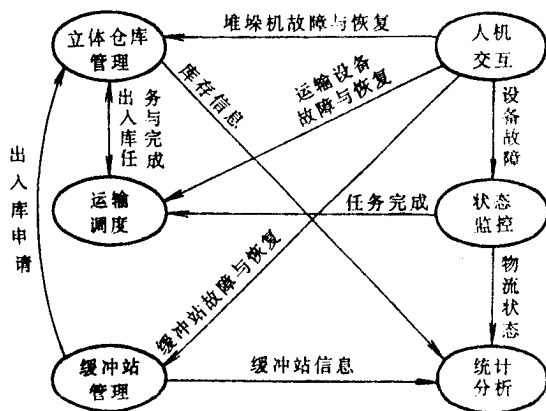 立体仓库
管理
堆垛机故障与恢复
人机
交互
库存信息
运输设备
故障与恢复
设备故障
出入库任
务与完成
出入库申请
运输
调度
任务完成
状态
监控
缓冲站故障与恢复
物流状态
缓冲站
管理
缓冲站信息
统计
分析